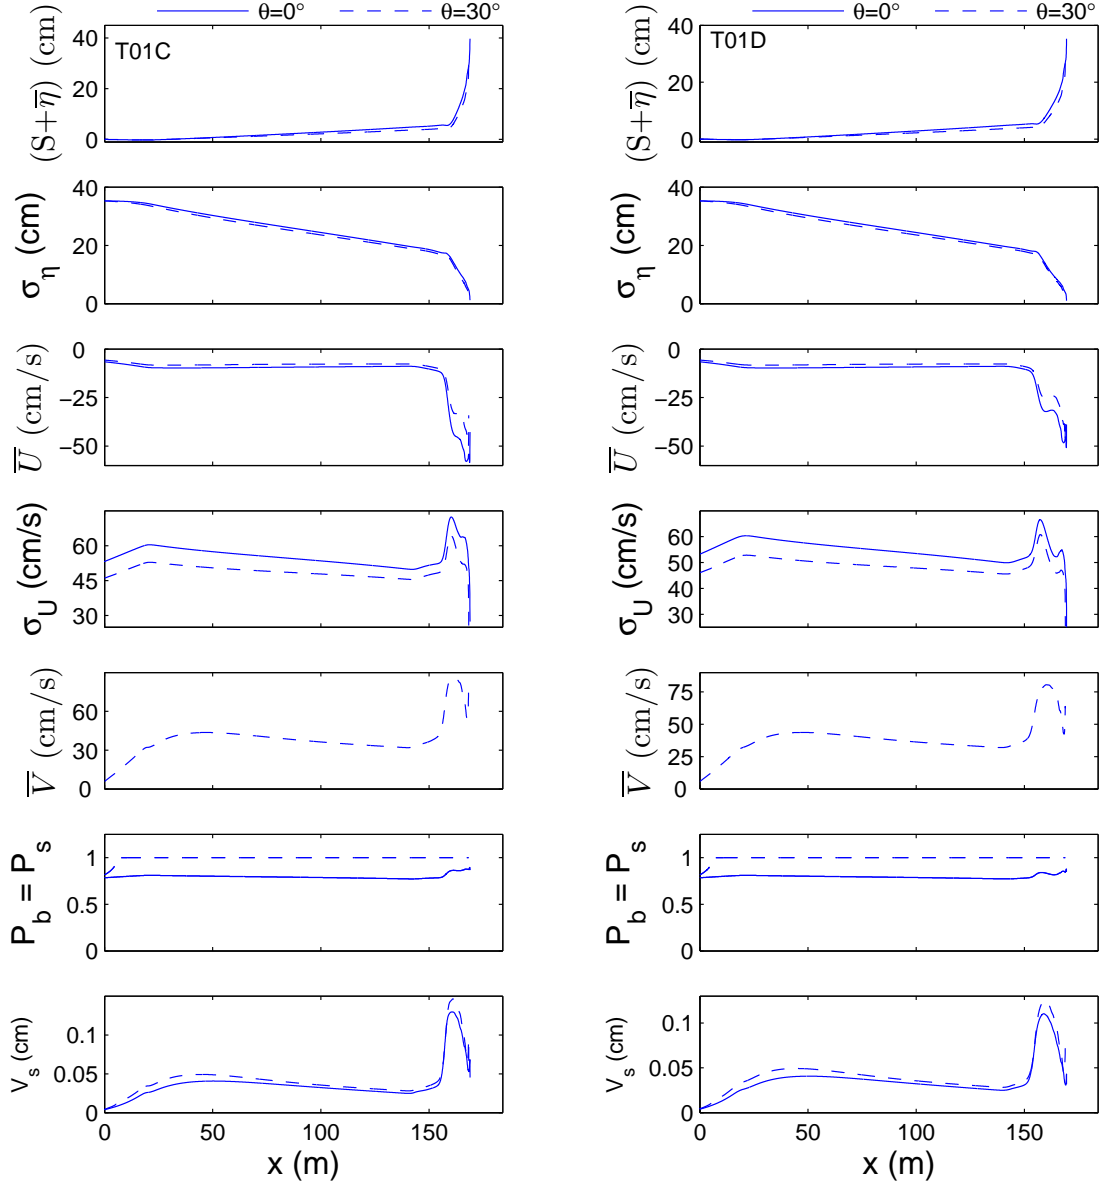 θ=0° θ=30°
T01C
(S+η̅) (cm)
40
20
0
σ_η (cm)
40
20
0
U̅ (cm/s)
0
−25
−50
σ_U (cm/s)
60
45
30
V̅ (cm/s)
60
30
0
P_b = P_s
1
0.5
0
V_s (cm)
0.1
0.05
0
0 50 100 150
x (m)
θ=0° θ=30°
T01D
(S+η̅) (cm)
40
20
0
σ_η (cm)
40
20
0
U̅ (cm/s)
0
−25
−50
σ_U (cm/s)
60
50
40
30
V̅ (cm/s)
75
50
25
0
P_b = P_s
1
0.5
0
V_s (cm)
0.1
0.05
0
0 50 100 150
x (m)